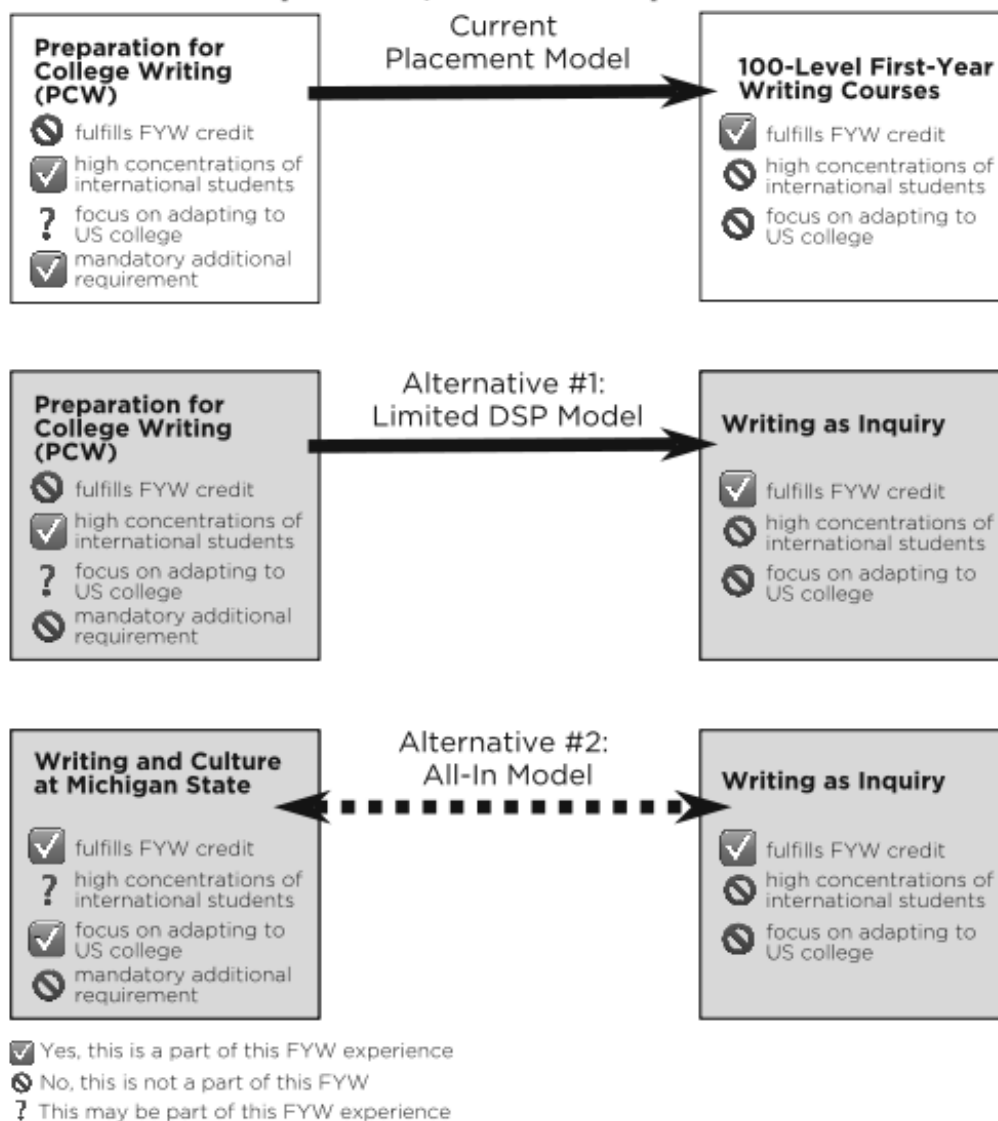 Current
Placement Model
Preparation for
College Writing
(PCW)
fulfills FYW credit
high concentrations of
international students
? focus on adapting to
US college
mandatory additional
requirement
100-Level First-Year
Writing Courses
fulfills FYW credit
high concentrations of
international students
focus on adapting to
US college
Alternative #1:
Limited DSP Model
Preparation for
College Writing
(PCW)
fulfills FYW credit
high concentrations of
international students
? focus on adapting to
US college
mandatory additional
requirement
Writing as Inquiry
fulfills FYW credit
high concentrations of
international students
focus on adapting to
US college
Alternative #2:
All-In Model
Writing and Culture
at Michigan State
fulfills FYW credit
? high concentrations of
international students
focus on adapting to
US college
mandatory additional
requirement
Writing as Inquiry
fulfills FYW credit
high concentrations of
international students
focus on adapting to
US college
Yes, this is a part of this FYW experience
No, this is not a part of this FYW
? This may be part of this FYW experience